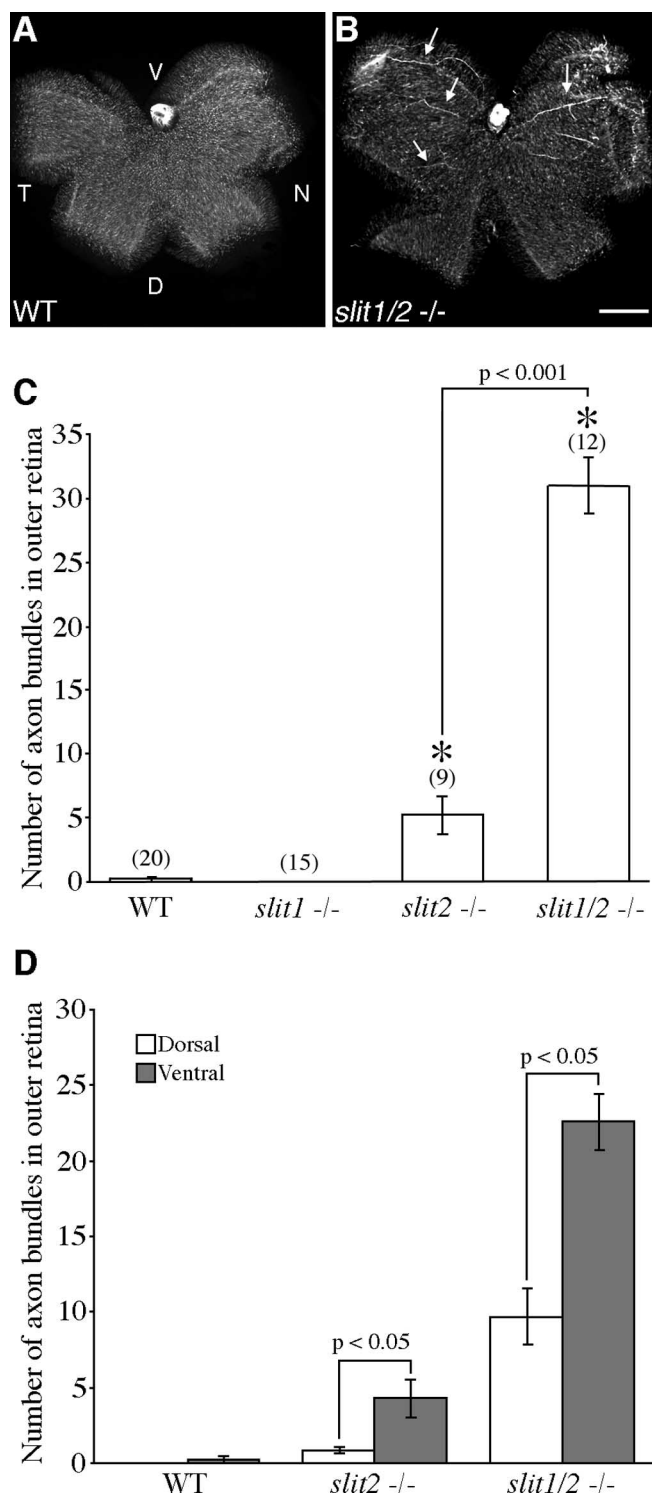 A
V
T
N
D
WT
B
slit1/2 -/-
C
Number of axon bundles in outer retina
35
30
25
20
15
10
5
0
p < 0.001
*
(12)
*
(9)
(20)
(15)
WT
slit1 -/-
slit2 -/-
slit1/2 -/-
D
Number of axon bundles in outer retina
30
25
20
15
10
5
0
Dorsal
Ventral
p < 0.05
p < 0.05
WT
slit2 -/-
slit1/2 -/-